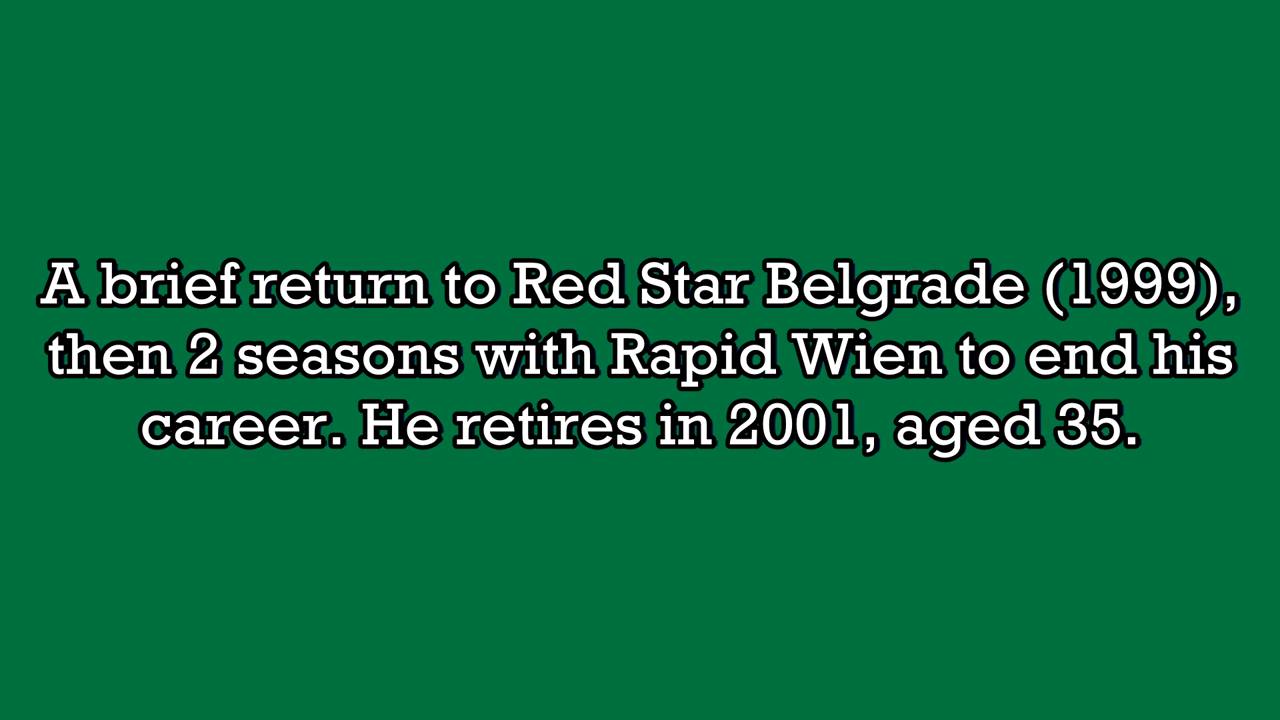 A brief return to Red Star Belgrade (1999),
then 2 seasons with Rapid Wien to end his
career. He retires in 2001, aged 35.